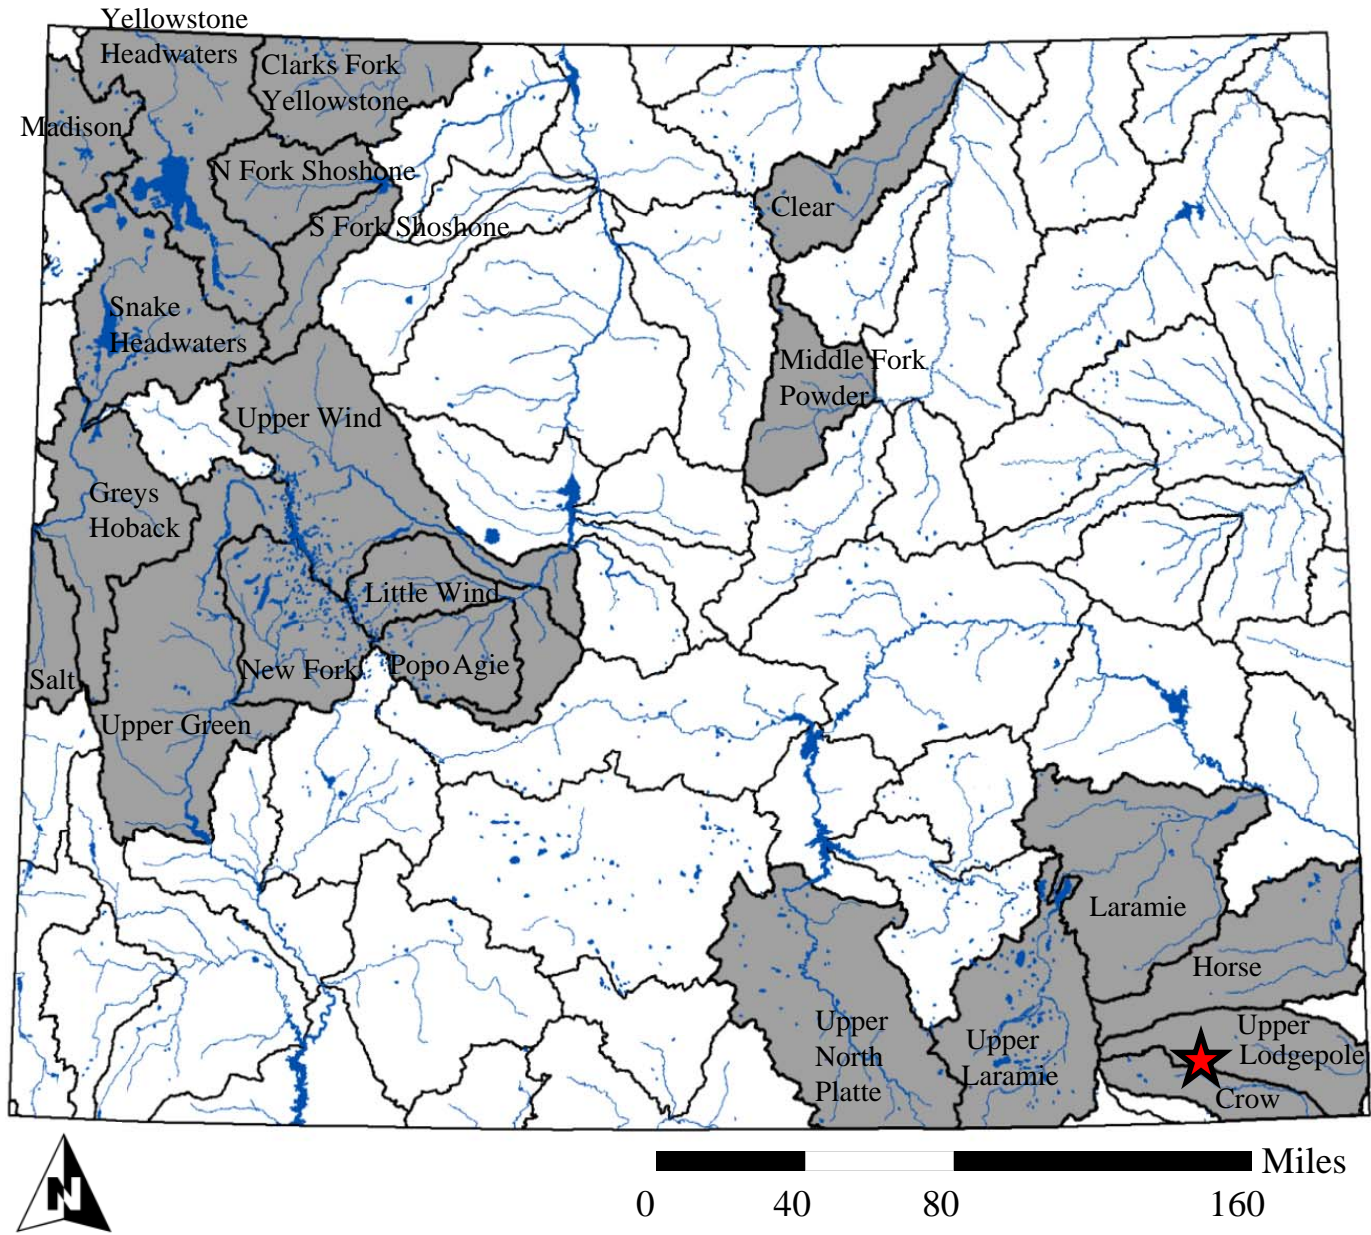 Yellowstone
Headwaters
Clarks Fork
Yellowstone
Madison
N Fork Shoshone
S Fork Shoshone
Clear
Snake
Headwaters
Middle Fork
Powder
Upper Wind
Greys
Hoback
Little Wind
New Fork
Popo Agie
Salt
Upper Green
Laramie
Horse
Upper
North
Platte
Upper
Laramie
Upper
Lodgepole
Crow
N
Miles
0 40 80 160